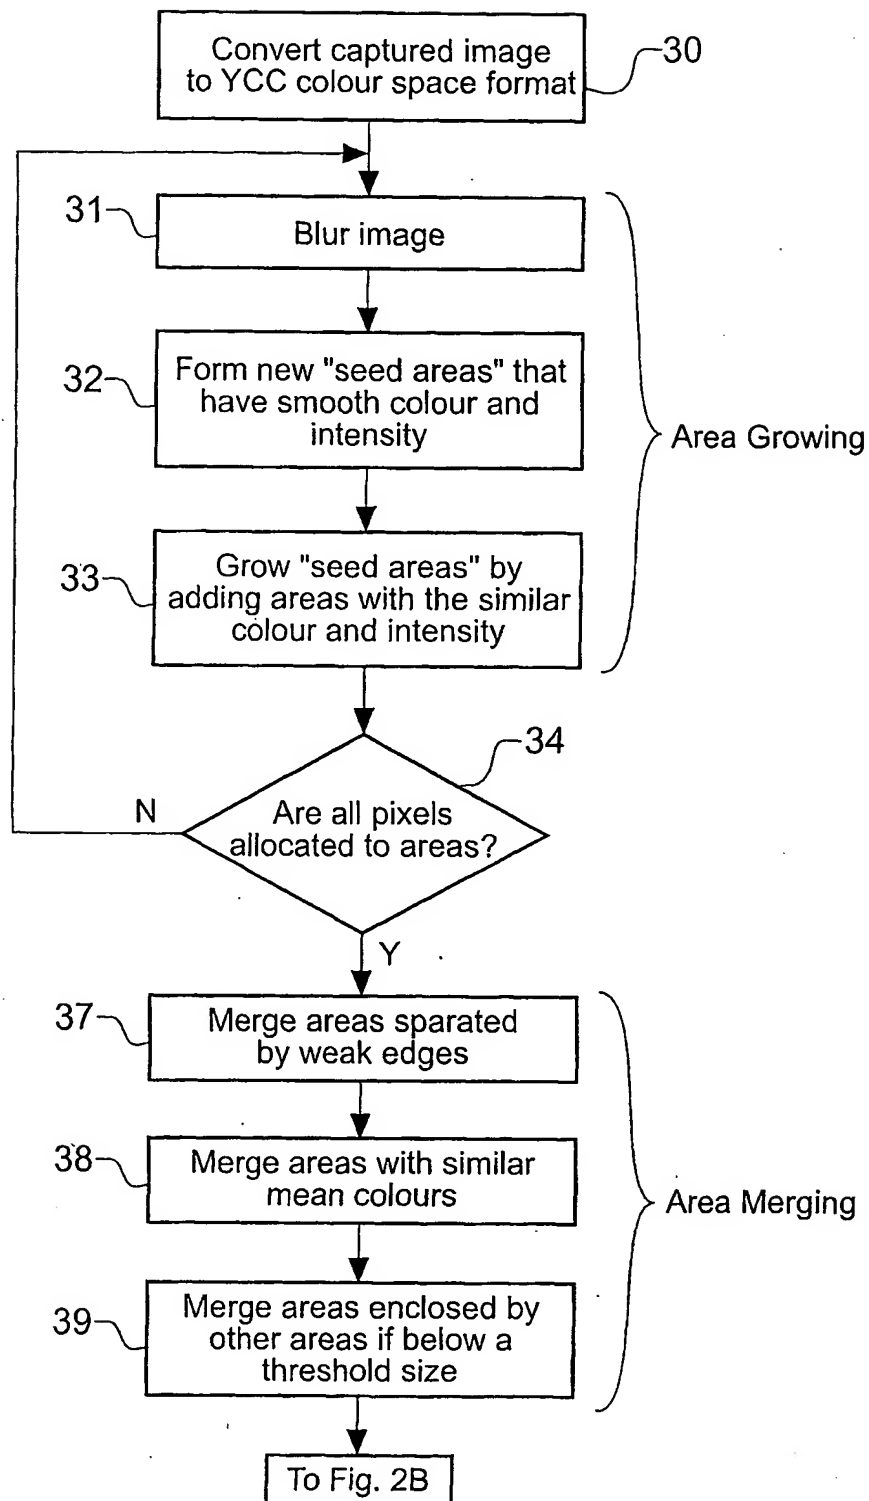 Convert captured image
to YCC colour space format
30
31
Blur image
32
Form new "seed areas" that
have smooth colour and
intensity
Area Growing
33
Grow "seed areas" by
adding areas with the similar
colour and intensity
34
N
Are all pixels
allocated to areas?
Y
37
Merge areas sparated
by weak edges
38
Merge areas with similar
mean colours
Area Merging
39
Merge areas enclosed by
other areas if below a
threshold size
To Fig. 2B